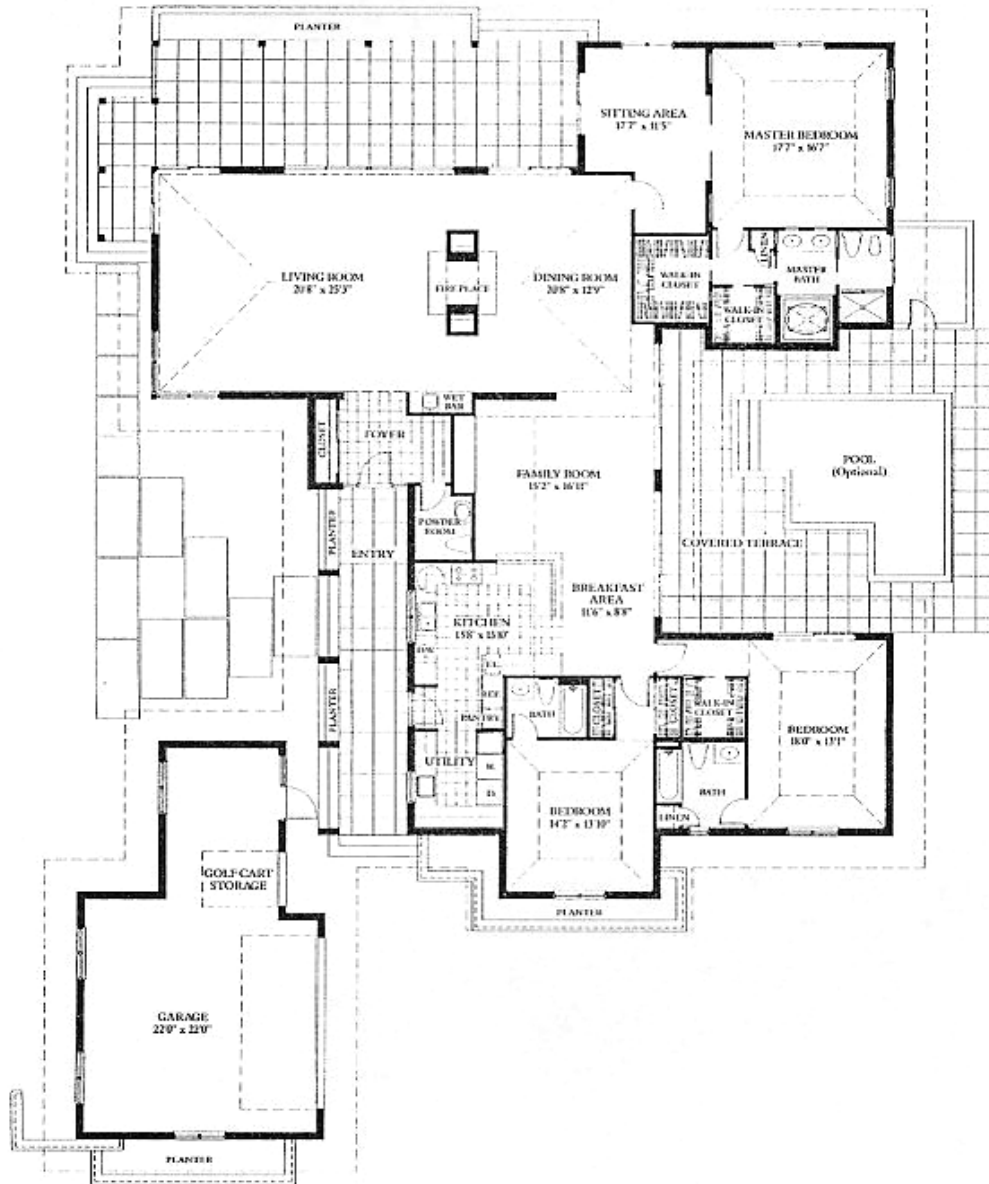 PLANTER
SITTING AREA
17'7" x 11'5"
MASTER BEDROOM
17'7" x 16'7"
LIVING ROOM
20'8" x 25'3"
FIRE PLACE
DINING ROOM
20'8" x 12'9"
WALK-IN
CLOSET
LINEN
MASTER
BATH
WALK-IN
CLOSET
WET
BAR
CLOSET
FOYER
FAMILY ROOM
15'2" x 16'11"
POOL
(Optional)
PLANTER
ENTRY
POWDER
ROOM
COVERED TERRACE
BREAKFAST
AREA
11'6" x 8'8"
KITCHEN
15'8" x 13'10"
DW
REF
PANTRY
BATH
CLOSET
CLOSET
WALK-IN
CLOSET
PLANTER
BEDROOM
18'0" x 13'1"
UTILITY
BATH
BEDROOM
14'2" x 13'10"
LINEN
GOLF CART
STORAGE
PLANTER
GARAGE
22'0" x 22'0"
PLANTER